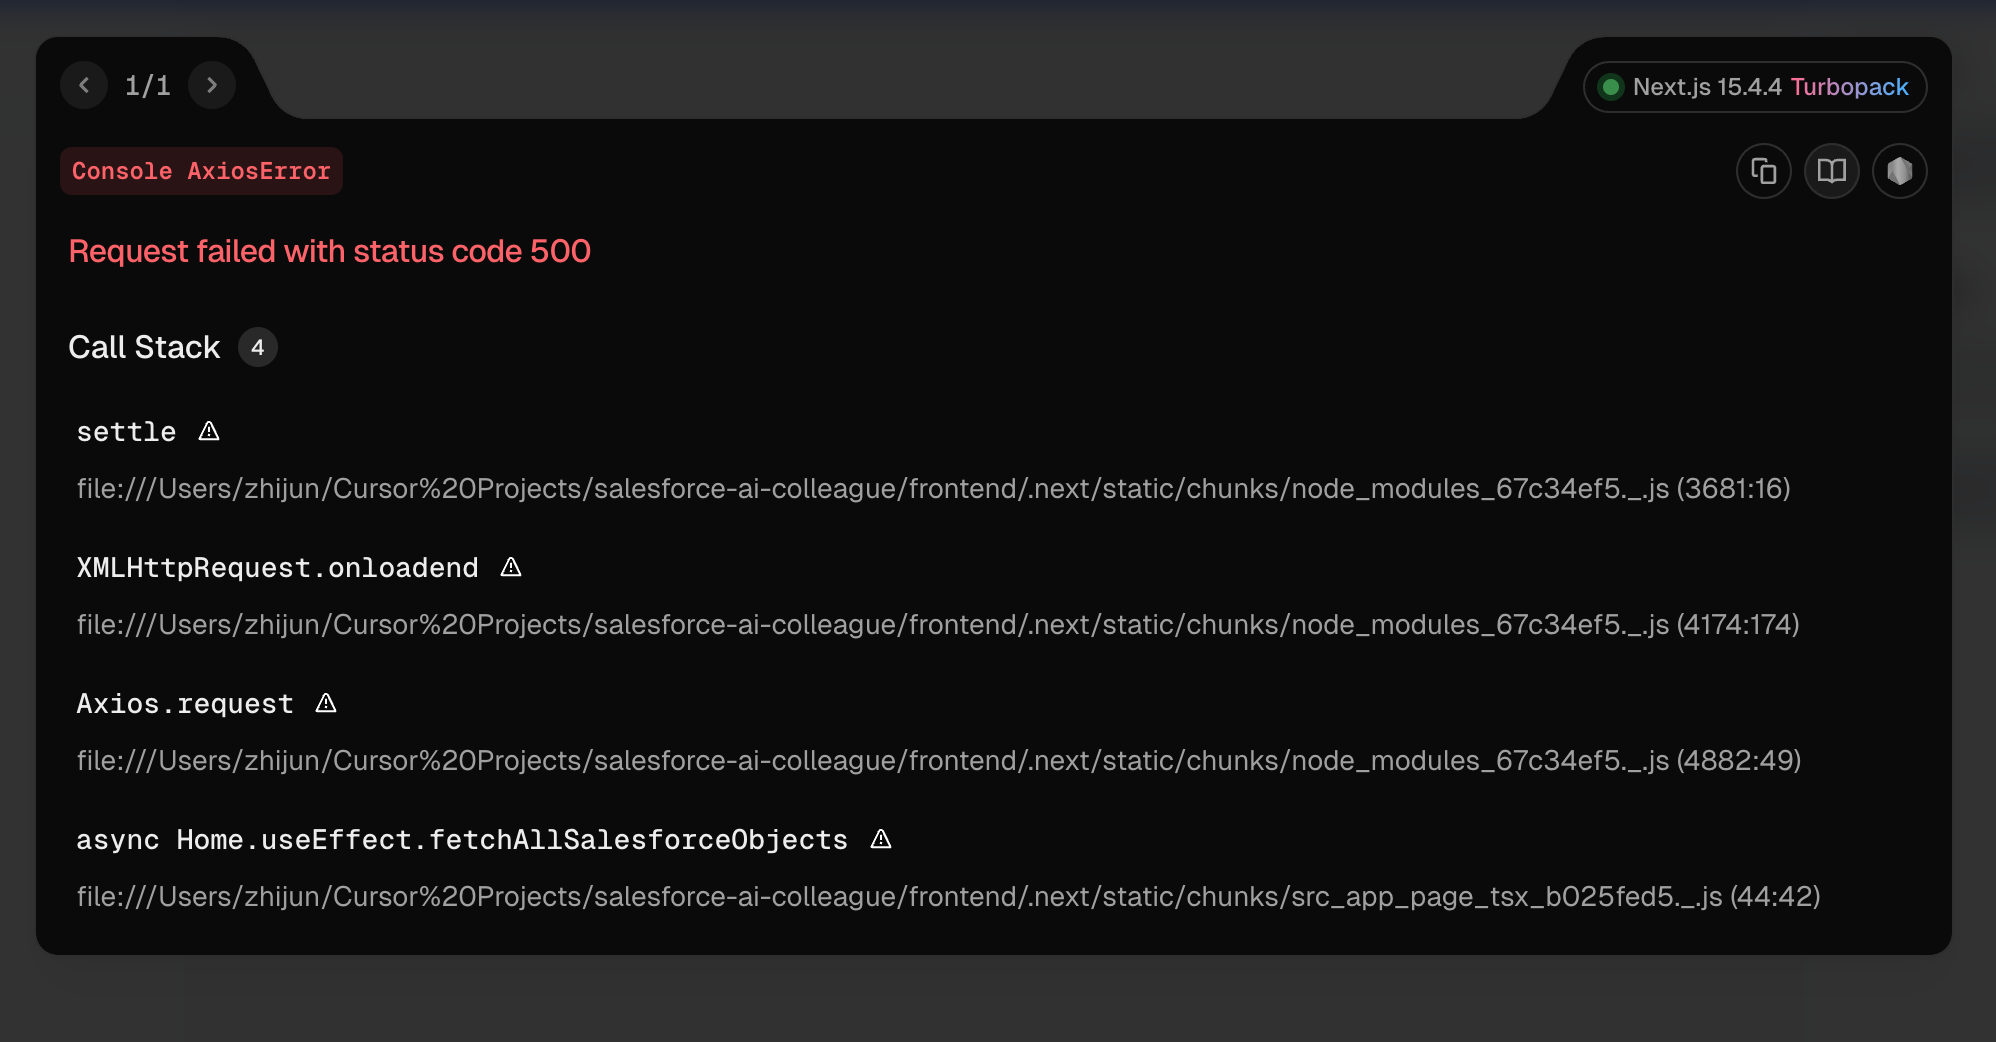 1/1
Next.js 15.4.4 Turbopack
Console AxiosError
Request failed with status code 500
Call Stack 4
settle
file:///Users/zhijun/Cursor%20Projects/salesforce-ai-colleague/frontend/.next/static/chunks/node_modules_67c34ef5._.js (3681:16)
XMLHttpRequest.onloadend
file:///Users/zhijun/Cursor%20Projects/salesforce-ai-colleague/frontend/.next/static/chunks/node_modules_67c34ef5._.js (4174:174)
Axios.request
file:///Users/zhijun/Cursor%20Projects/salesforce-ai-colleague/frontend/.next/static/chunks/node_modules_67c34ef5._.js (4882:49)
async Home.useEffect.fetchAllSalesforceObjects
file:///Users/zhijun/Cursor%20Projects/salesforce-ai-colleague/frontend/.next/static/chunks/src_app_page_tsx_b025fed5._.js (44:42)